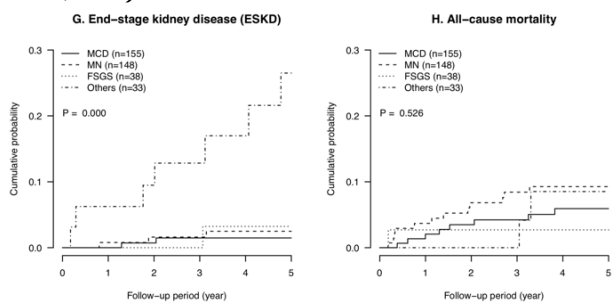 G. End−stage kidney disease (ESKD)
0.3
0.2
0.1
0.0
Cumulative probability
MCD (n=155)
MN (n=148)
FSGS (n=38)
Others (n=33)
P = 0.000
0 1 2 3 4 5
Follow−up period (year)
H. All−cause mortality
0.3
0.2
0.1
0.0
Cumulative probability
MCD (n=155)
MN (n=148)
FSGS (n=38)
Others (n=33)
P = 0.526
0 1 2 3 4 5
Follow−up period (year)